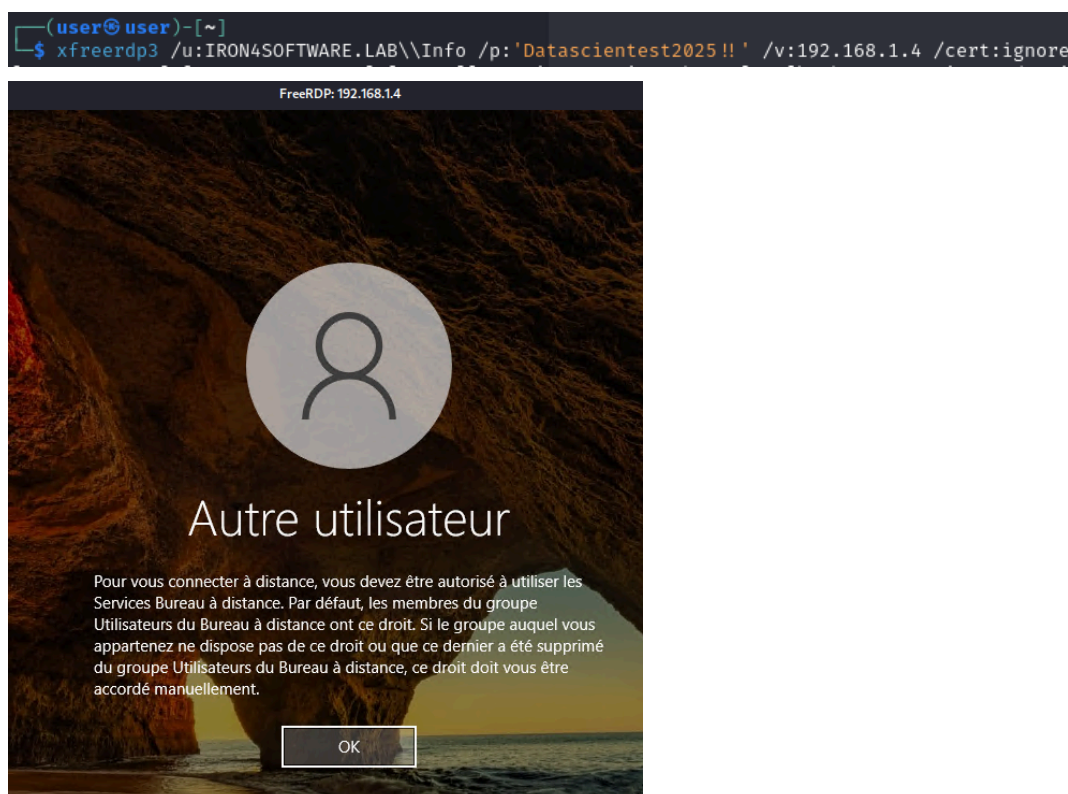 (user㉿user)-[~]
$ xfreerdp3 /u:IRON4SOFTWARE.LAB\\Info /p:'Datascientest2025!!' /v:192.168.1.4 /cert:ignore
FreeRDP: 192.168.1.4
Autre utilisateur
Pour vous connecter à distance, vous devez être autorisé à utiliser les
Services Bureau à distance. Par défaut, les membres du groupe
Utilisateurs du Bureau à distance ont ce droit. Si le groupe auquel vous
appartenez ne dispose pas de ce droit ou que ce dernier a été supprimé
du groupe Utilisateurs du Bureau à distance, ce droit doit vous être
accordé manuellement.
OK